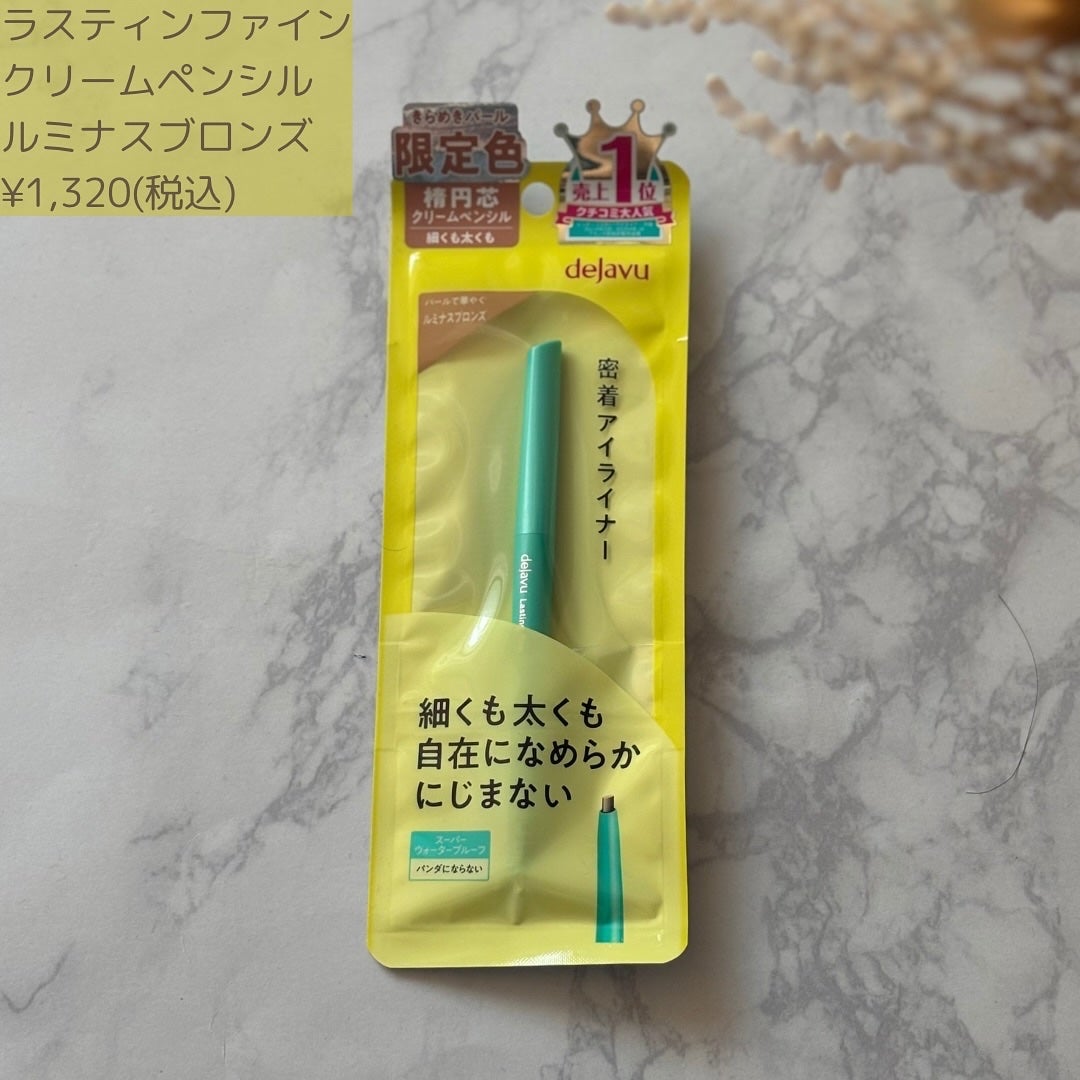 ラスティンファイン
クリームペンシル
ルミナスブロンズ
¥1,320(税込)
きらめきパール
限定色
楕円芯
クリームペンシル
細くも太くも
売上1位
クチコミ大人気
dejavu
パールで華やぐ
ルミナスブロンズ
密着アイライナー
dejavu
細くも太くも
自在になめらか
にじまない
スーパー
ウォータープルーフ
パンダにならない